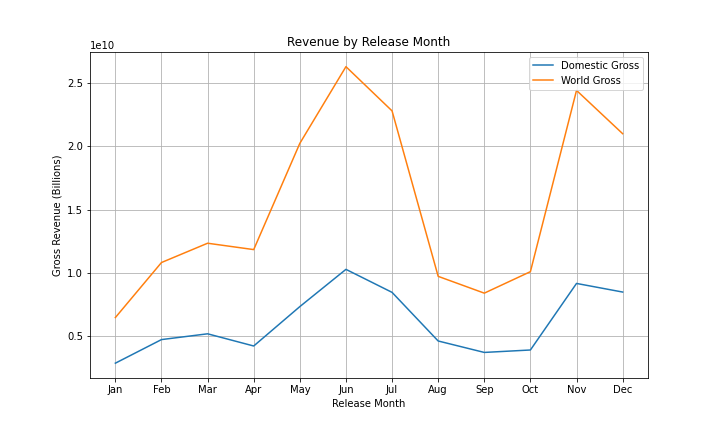 Revenue by Release Month
1e10
Domestic Gross
World Gross
2.5
2.0
1.5
1.0
0.5
Gross Revenue (Billions)
Jan Feb Mar Apr May Jun Jul Aug Sep Oct Nov Dec
Release Month